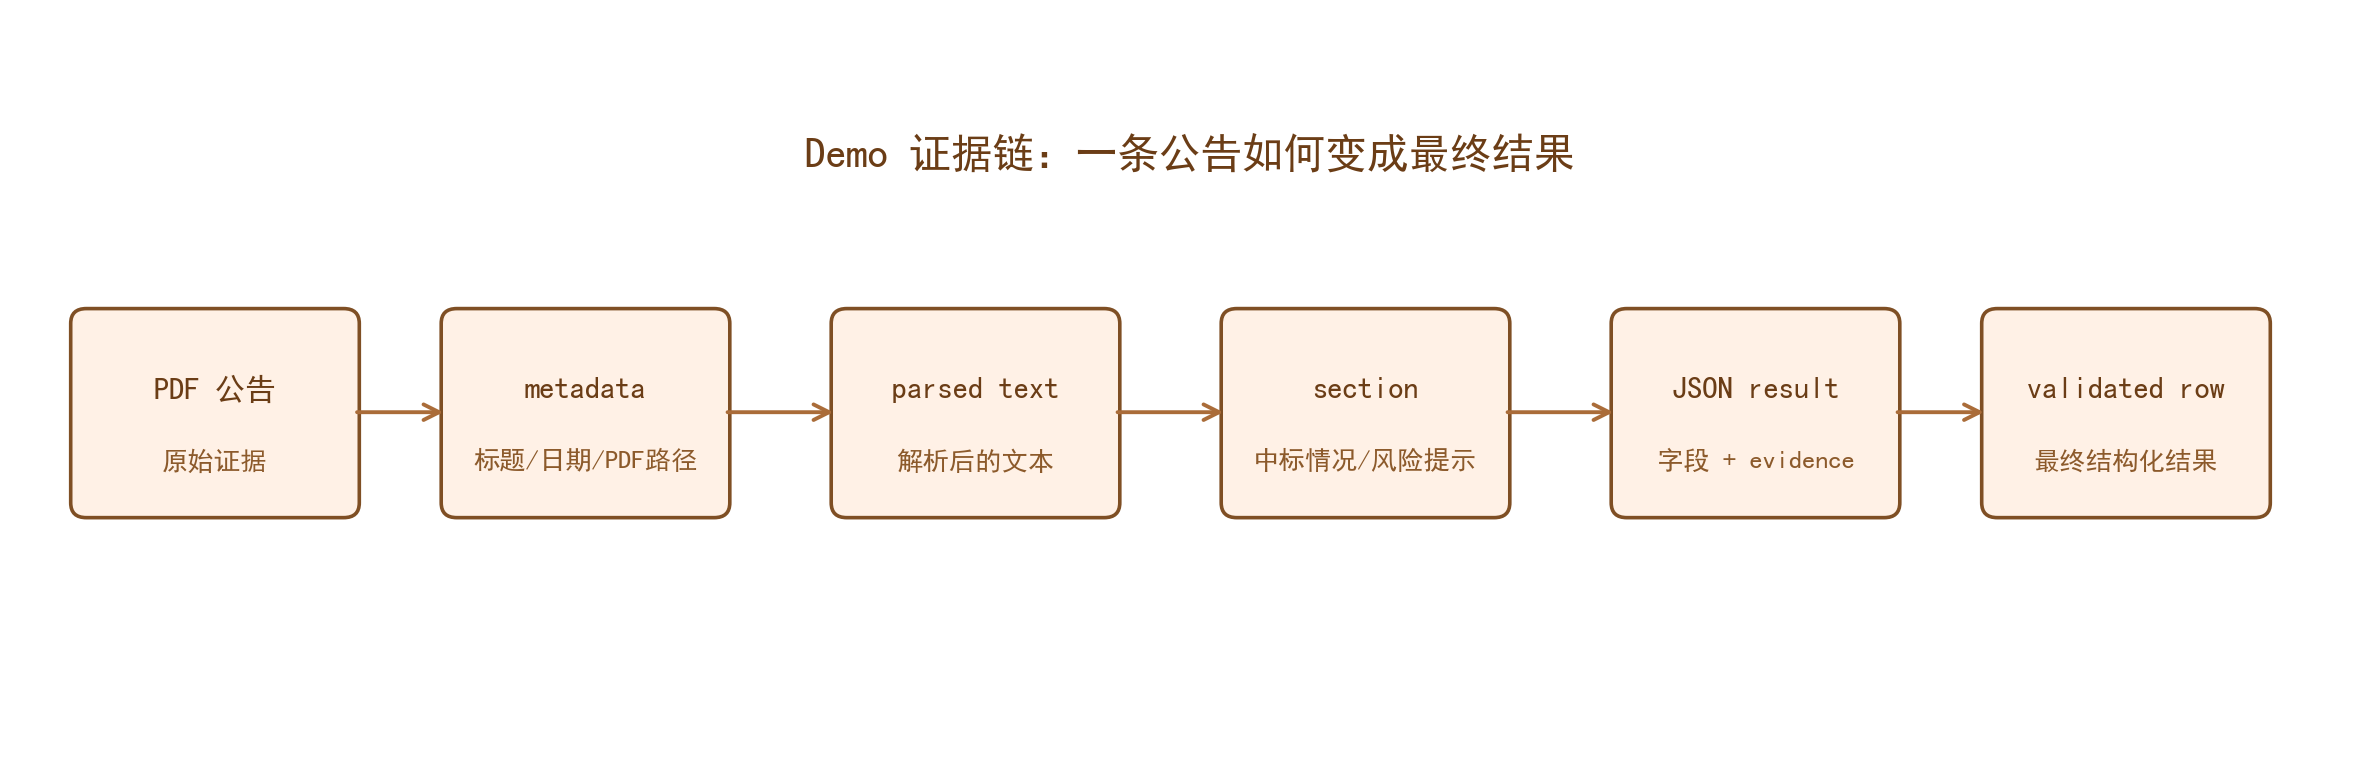 Demo 证据链：一条公告如何变成最终结果
PDF 公告
原始证据
metadata
标题/日期/PDF路径
parsed text
解析后的文本
section
中标情况/风险提示
JSON result
字段 + evidence
validated row
最终结构化结果